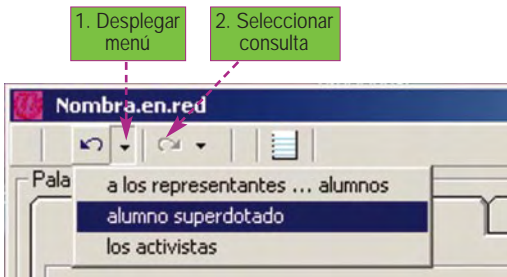 1. Desplegar
menú
2. Seleccionar
consulta
Nombra.en.red
Pala
a los representantes ... alumnos
alumno superdotado
los activistas